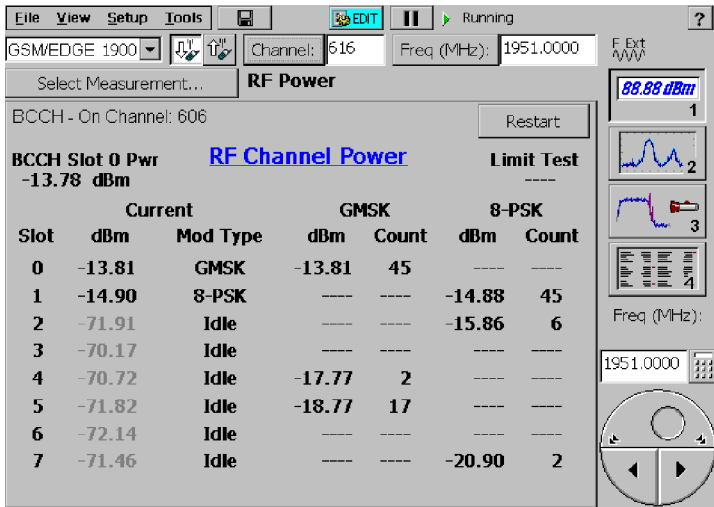 File View Setup Tools EDIT Running ?
GSM/EDGE 1900 Channel: 616 Freq (MHz): 1951.0000 F Ext
Select Measurement... RF Power
88.88 dBm
1
BCCH - On Channel: 606 Restart
BCCH Slot 0 Pwr RF Channel Power Limit Test
-13.78 dBm ----
2
Current GMSK 8-PSK
Slot dBm Mod Type dBm Count dBm Count
3
0 -13.81 GMSK -13.81 45 ---- ----
4
1 -14.90 8-PSK ---- ---- -14.88 45
2 -71.91 Idle ---- ---- -15.86 6
Freq (MHz):
3 -70.17 Idle ---- ---- ---- ----
1951.0000
4 -70.72 Idle -17.77 2 ---- ----
5 -71.82 Idle -18.77 17 ---- ----
6 -72.14 Idle ---- ---- ---- ----
7 -71.46 Idle ---- ---- -20.90 2